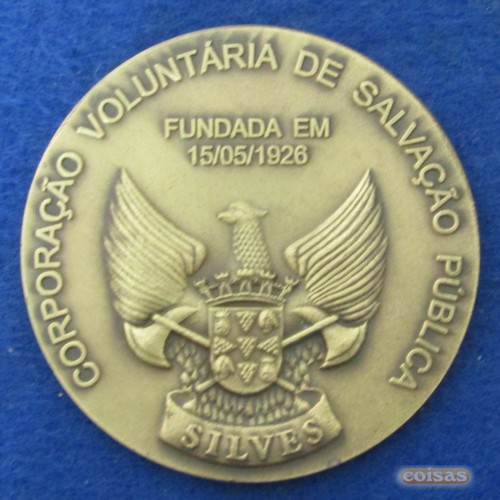 CORPORAÇÃO VOLUNTÁRIA DE SALVAÇÃO PÚBLICA
FUNDADA EM
15/05/1926
SILVES
coisas